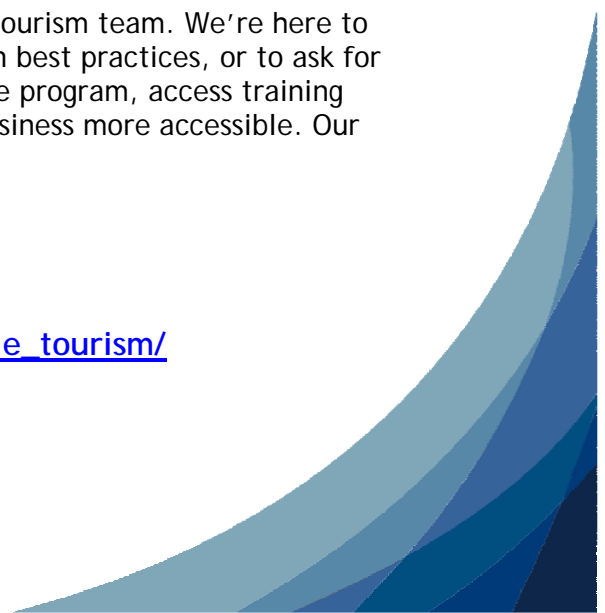 ourism team. We're here to
best practices, or to ask for
e program, access training
siness more accessible. Our
e_tourism/